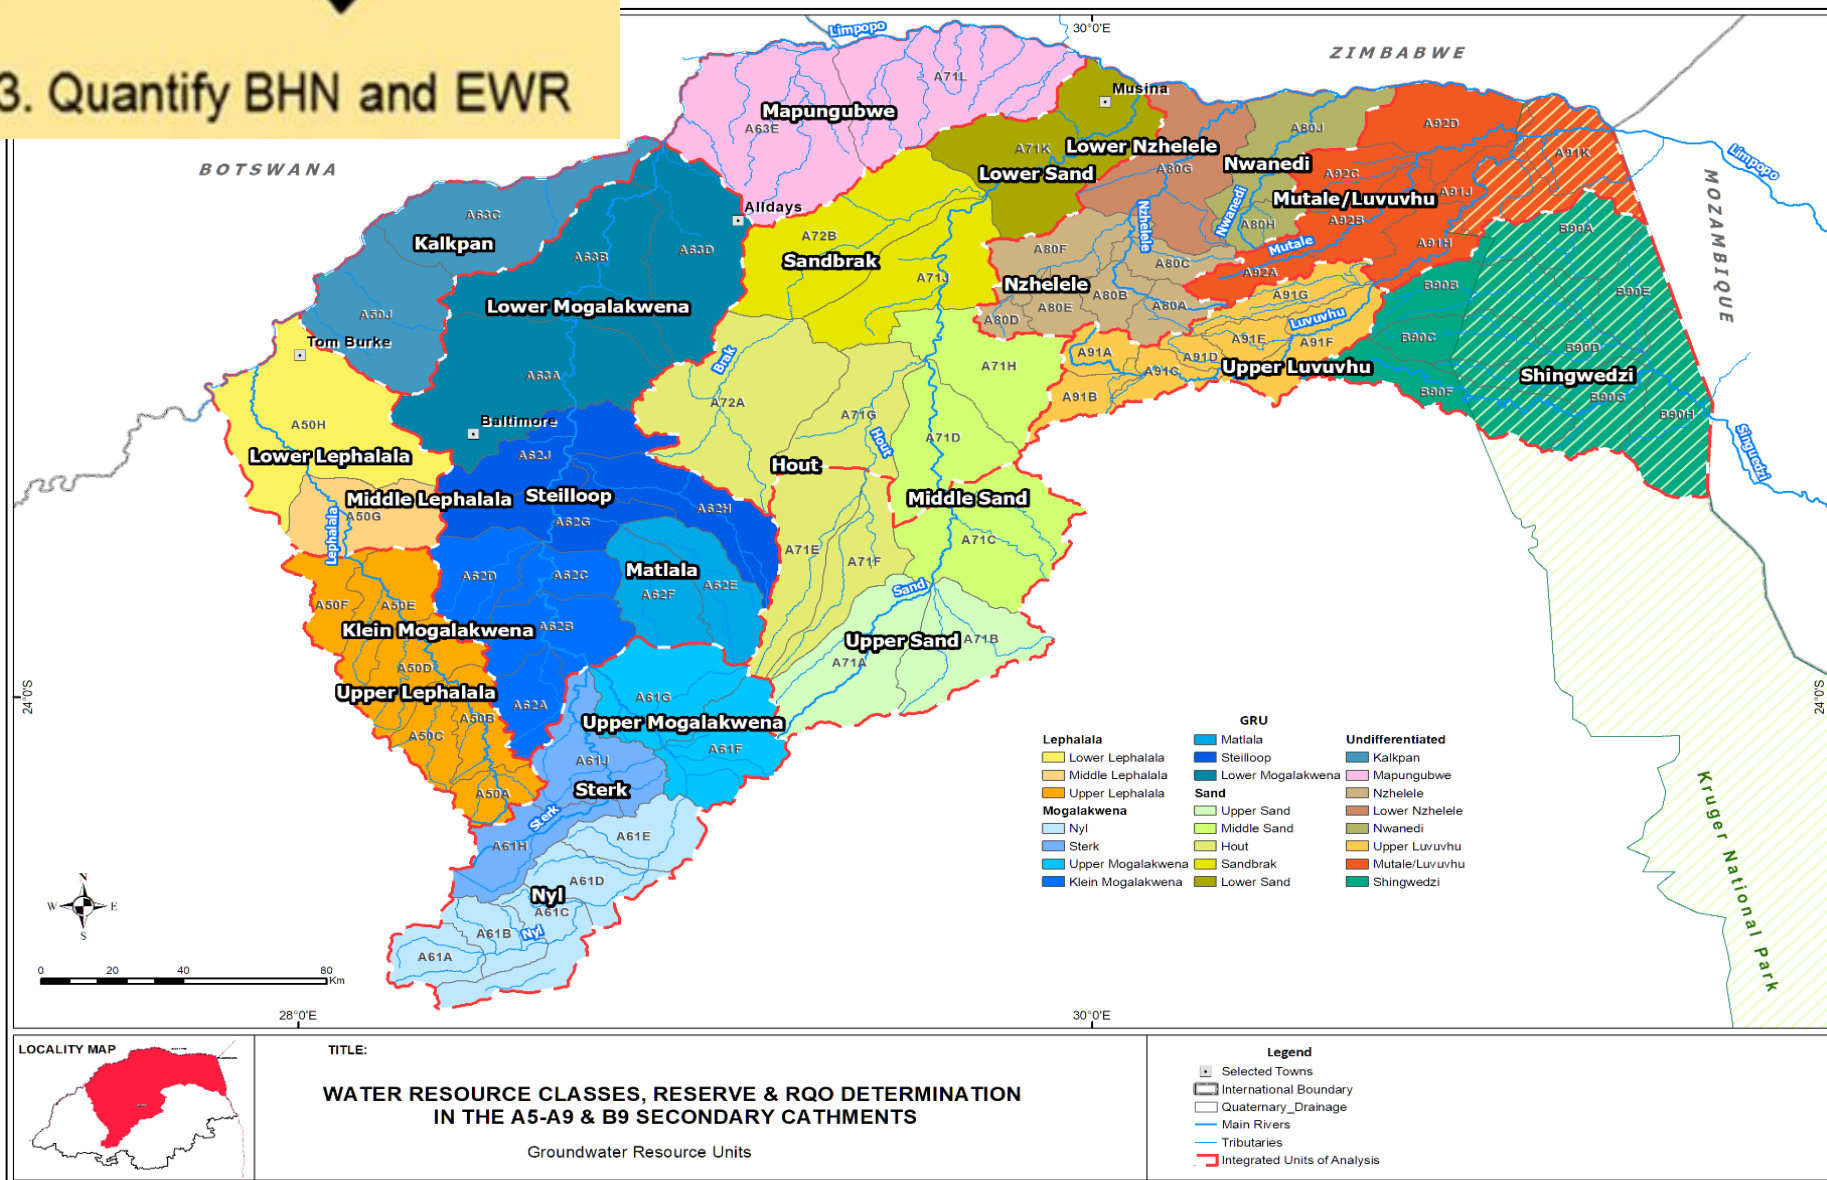 3. Quantify BHN and EWR
30°0'E
ZIMBABWE
Limpopo
A71L
Musina
Mapungubwe
A63E
A80J
A92D
A71K
Lower Nzhelele
A91K
Limpopo
BOTSWANA
Lower Sand
A80G
Nwanedi
A92C
MOZAMBIQUE
A91J
Mutale/Luvuvhu
Alldays
A63C
Nzhelele
Nwanedi
A80H
A92B
B90A
Kalkpan
A63B
A63D
A72B
A80F
Mutale
A91H
Sandbrak
A80C
A92A
A71J
Nzhelele
B90B
B90E
Lower Mogalakwena
A80E
A80B
A80A
A91G
A50J
A80D
Luvuvhu
Tom Burke
A91E
A91F
B90C
B90D
Brak
A91A
A91D
A63A
A71H
A91C
Upper Luvuvhu
Shingwedzi
A72A
A91B
B90F
B90G
A50H
Baltimore
A71G
B90H
Hout
A71D
Singuedzi
Lower Lephalala
A62J
Hout
Middle Lephalala
Steilloop
Middle Sand
A50G
A62H
A62G
Lephalala
A71E
A71C
A71F
Matlala
A62D
A62C
A62E
A62F
Sand
A50F
A50E
Klein Mogalakwena
A62B
Upper Sand
A71B
A50D
A71A
24°0'S
24°0'S
Upper Lephalala
A61G
A62A
A50B
Upper Mogalakwena
A50C
A61F
A61J
Sterk
A50A
Sterk
A61E
A61H
A61D
Nyl
A61C
A61B
Nyl
A61A
Kruger National Park
GRU
Lephalala
Lower Lephalala
Middle Lephalala
Upper Lephalala
Mogalakwena
Nyl
Sterk
Upper Mogalakwena
Klein Mogalakwena
Matlala
Steilloop
Lower Mogalakwena
Sand
Upper Sand
Middle Sand
Hout
Sandbrak
Lower Sand
Undifferentiated
Kalkpan
Mapungubwe
Nzhelele
Lower Nzhelele
Nwanedi
Upper Luvuvhu
Mutale/Luvuvhu
Shingwedzi
N
W E
S
0 20 40 80
Km
28°0'E
30°0'E
LOCALITY MAP
TITLE:
WATER RESOURCE CLASSES, RESERVE & RQO DETERMINATION
IN THE A5-A9 & B9 SECONDARY CATHMENTS
Groundwater Resource Units
Legend
Selected Towns
International Boundary
Quaternary_Drainage
Main Rivers
Tributaries
Integrated Units of Analysis